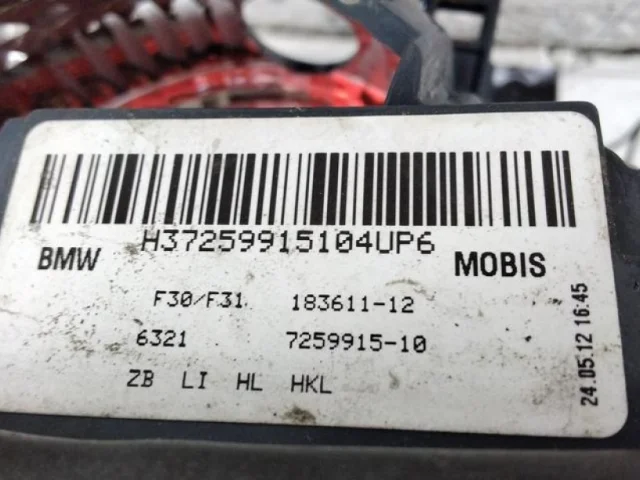 H37259915104UP6
BMW MOBIS
F30/F31 183611-12
6321 7259915-10
ZB LI HL HKL
24.05.12 16:45